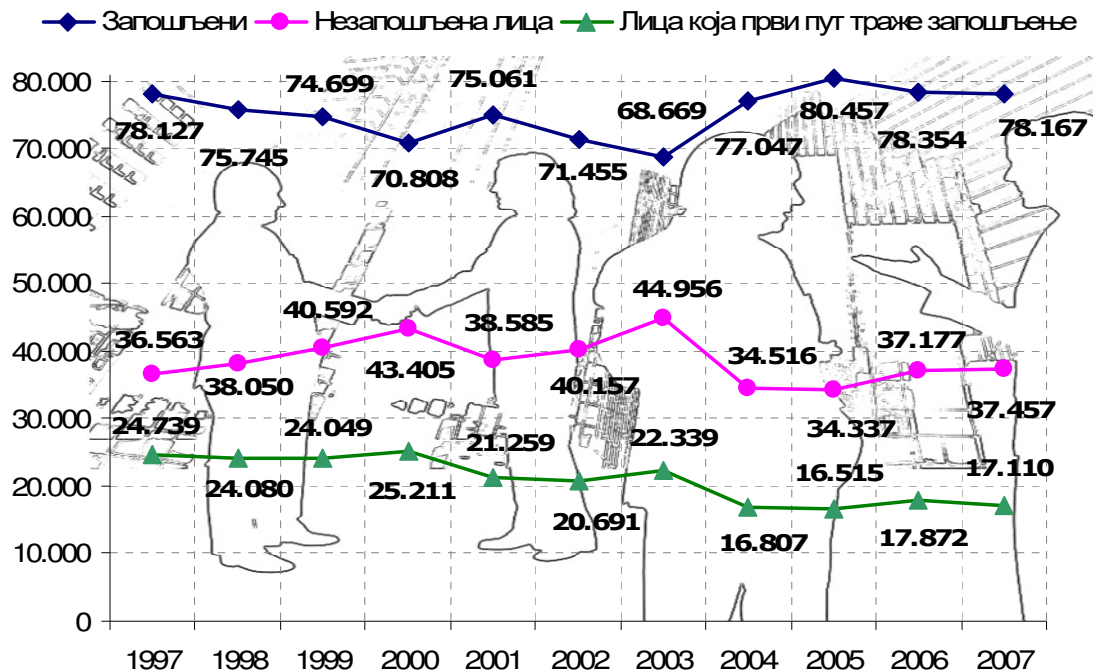 Запошљени Незапошљена лица Лица која први пут траже запошљење
80.000
70.000
60.000
50.000
40.000
30.000
20.000
10.000
0
78.127 75.745 74.699 70.808 75.061 71.455 68.669 77.047 80.457 78.354 78.167
36.563 38.050 40.592 43.405 38.585 40.157 44.956 34.516 34.337 37.177 37.457
24.739 24.080 24.049 25.211 21.259 20.691 22.339 16.807 16.515 17.872 17.110
1997 1998 1999 2000 2001 2002 2003 2004 2005 2006 2007